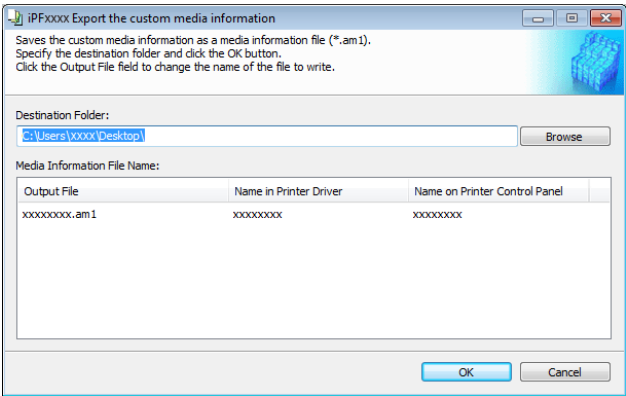 iPFxxxx Export the custom media information
Saves the custom media information as a media information file (*.am1).
Specify the destination folder and click the OK button.
Click the Output File field to change the name of the file to write.
Destination Folder:
C:\Users\xxxx\Desktop\
Browse
Media Information File Name:
Output File Name in Printer Driver Name on Printer Control Panel
xxxxxxxx.am1 xxxxxxxx xxxxxxxx
OK Cancel